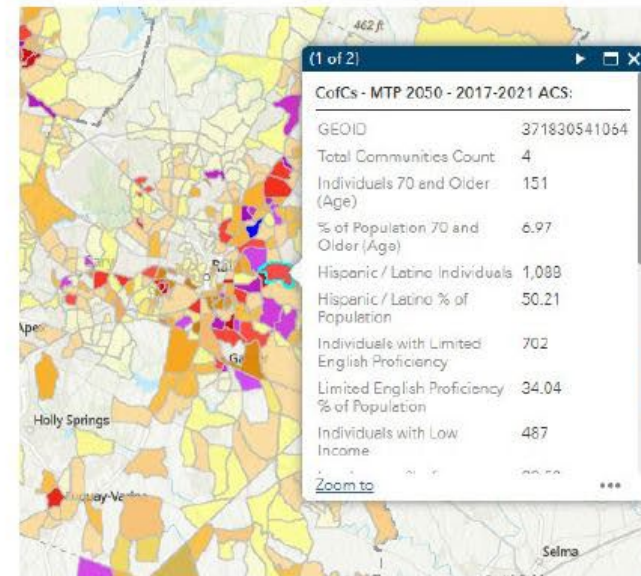 462 ft
(1 of 2)
CofCs - MTP 2050 - 2017-2021 ACS:
GEOID 371830541064
Total Communities Count 4
Individuals 70 and Older
(Age) 151
% of Population 70 and
Older (Age) 6.97
Hispanic / Latino Individuals 1,088
Hispanic / Latino % of
Population 50.21
Individuals with Limited
English Proficiency 702
Limited English Proficiency
% of Population 34.04
Individuals with Low
Income 487
Zoom to
Holly Springs
Selma